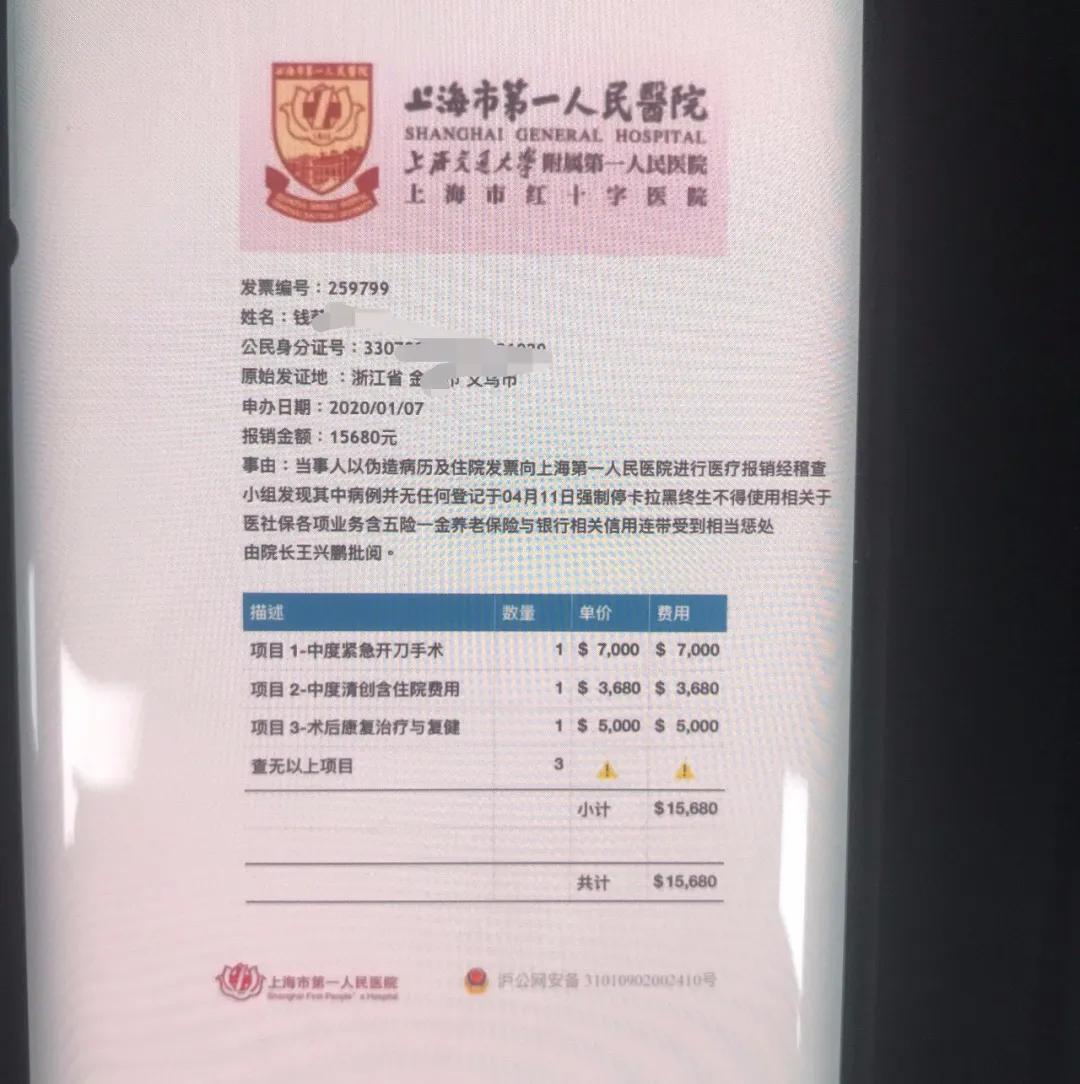 上海市第一人民醫院
SHANGHAI GENERAL HOSPITAL
上海交通大学附属第一人民医院
上海市红十字医院
发票编号：259799
姓名：钱
公民身分证号：330
原始发证地 ：浙江省 金 市 义乌市
申办日期：2020/01/07
报销金额：15680元
事由：当事人以伪造病历及住院发票向上海第一人民医院进行医疗报销经稽查
小组发现其中病例并无任何登记于04月11日强制停卡拉黑终生不得使用相关于
医社保各项业务含五险一金养老保险与银行相关信用连带受到相当惩处
由院长王兴鹏批阅。
描述 数量 单价 费用
项目 1-中度紧急开刀手术 1 $ 7,000 $ 7,000
项目 2-中度清创含住院费用 1 $ 3,680 $ 3,680
项目 3-术后康复治疗与复健 1 $ 5,000 $ 5,000
查无以上项目 3
小计 $15,680
共计 $15,680
上海市第一人民医院 沪公网安备 31010902002410号
Shanghai First People's Hospital